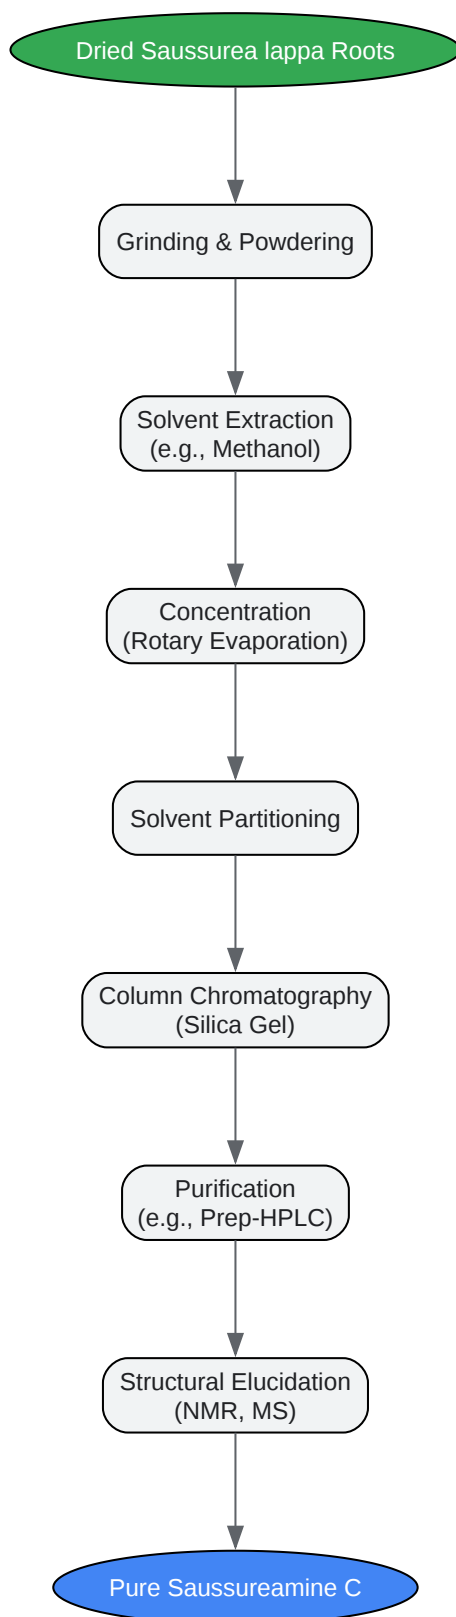 Dried Saussurea lappa Roots
Grinding & Powdering
Solvent Extraction
(e.g., Methanol)
Concentration
(Rotary Evaporation)
Solvent Partitioning
Column Chromatography
(Silica Gel)
Purification
(e.g., Prep-HPLC)
Structural Elucidation
(NMR, MS)
Pure Saussureamine C